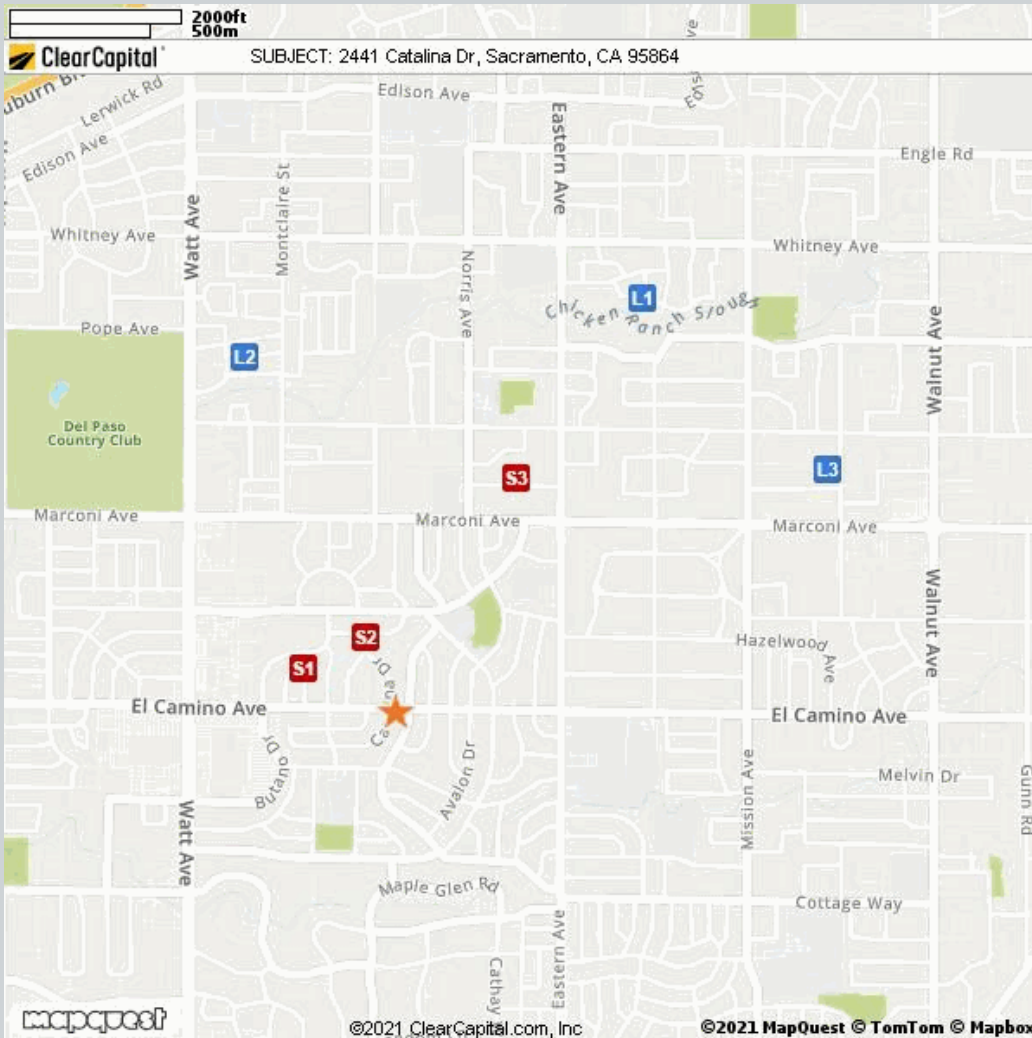 2000ft
500m
ClearCapital
SUBJECT: 2441 Catalina Dr, Sacramento, CA 95864
Lerwick Rd
Edison Ave
Edison Ave
Eastern Ave
Engle Rd
Montclaire St
Watt Ave
Whitney Ave
Whitney Ave
Norris Ave
L1
Chicken Ranch Slough
Pope Ave
L2
Walnut Ave
Del Paso
Country Club
S3
L3
Marconi Ave
Marconi Ave
Marconi Ave
Walnut Ave
S2
S1
Hazelwood Ave
El Camino Ave
El Camino Ave
Butano Dr
Avalon Dr
Mission Ave
Melvin Dr
Gunn Rd
Watt Ave
Maple Glen Rd
Cottage Way
Eastern Ave
Cathay
mapquest
©2021 ClearCapital.com, Inc
©2021 MapQuest © TomTom © Mapbox